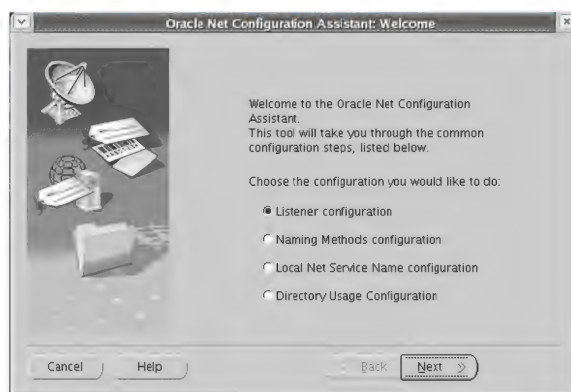 Oracle Net Configuration Assistant: Welcome
Welcome to the Oracle Net Configuration
Assistant.
This tool will take you through the common
configuration steps, listed below.
Choose the configuration you would like to do:
Listener configuration
Naming Methods configuration
Local Net Service Name configuration
Directory Usage Configuration
Cancel
Help
Back
Next